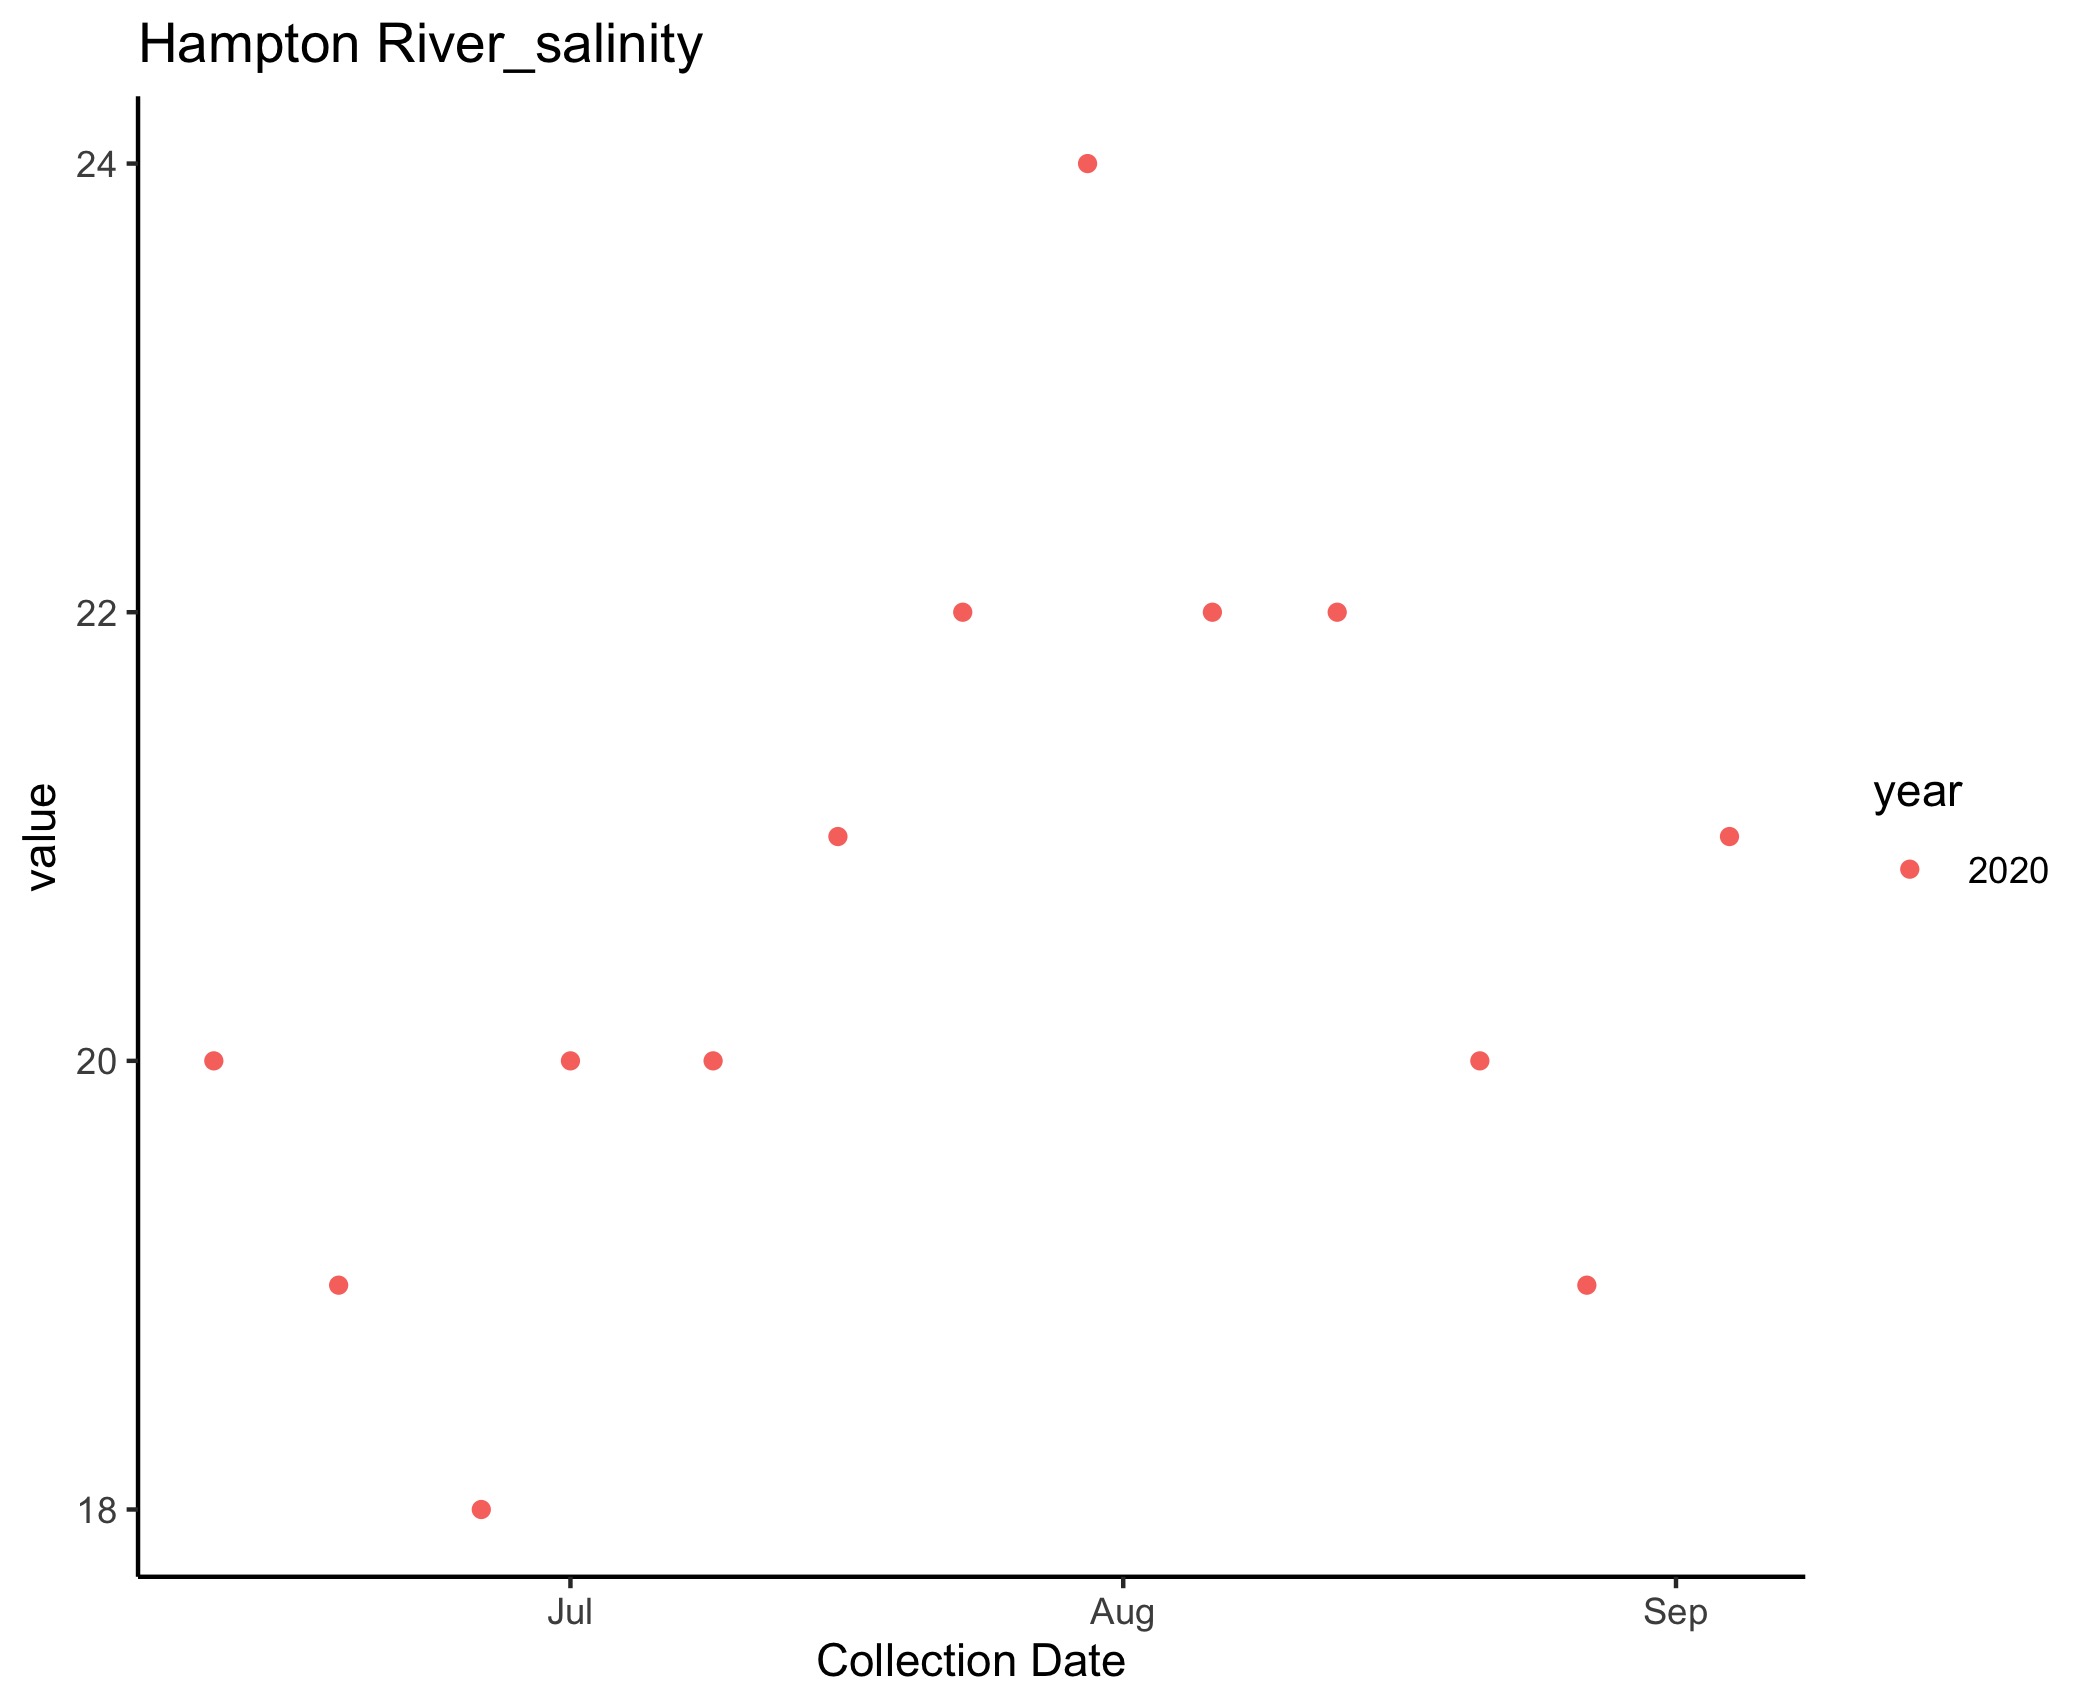 Hampton River_salinity
24
22
20
18
value
Jul
Aug
Sep
Collection Date
year
2020